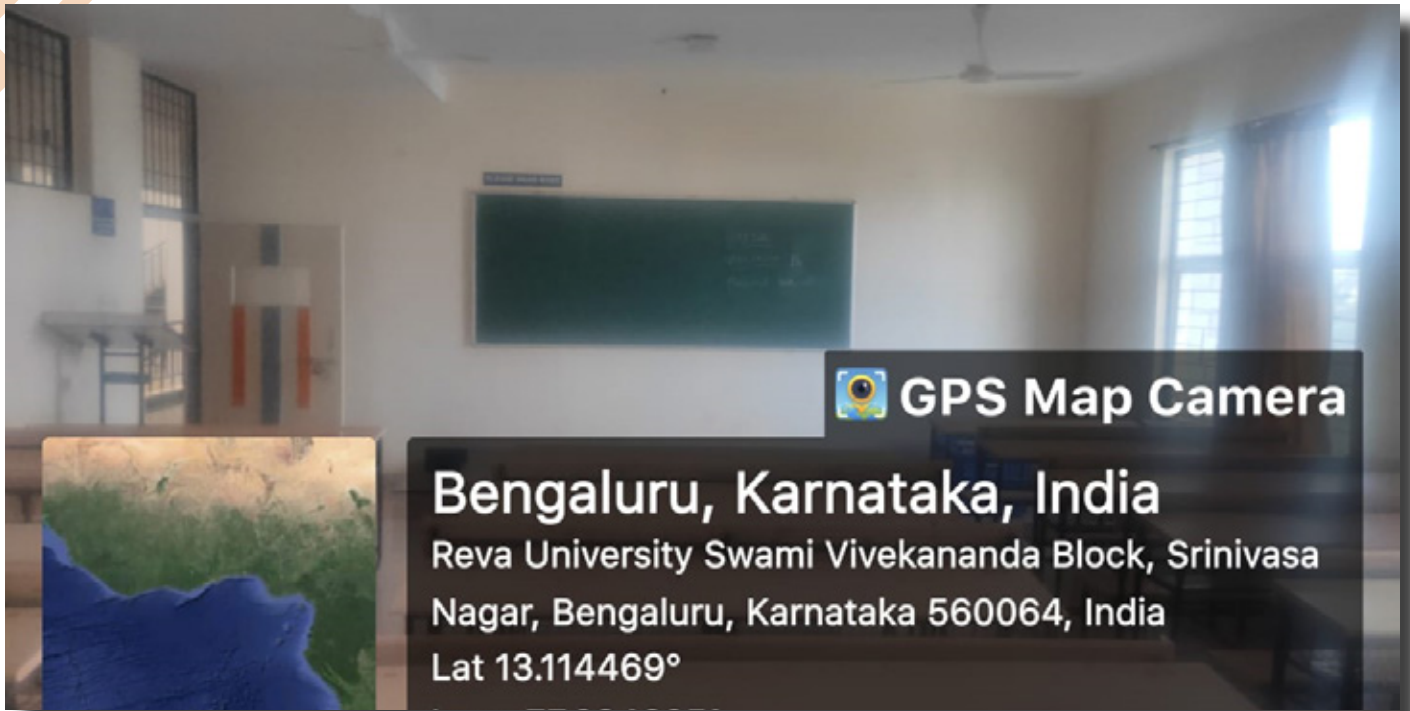 GPS Map Camera
Bengaluru, Karnataka, India
Reva University Swami Vivekananda Block, Srinivasa
Nagar, Bengaluru, Karnataka 560064, India
Lat 13.114469°